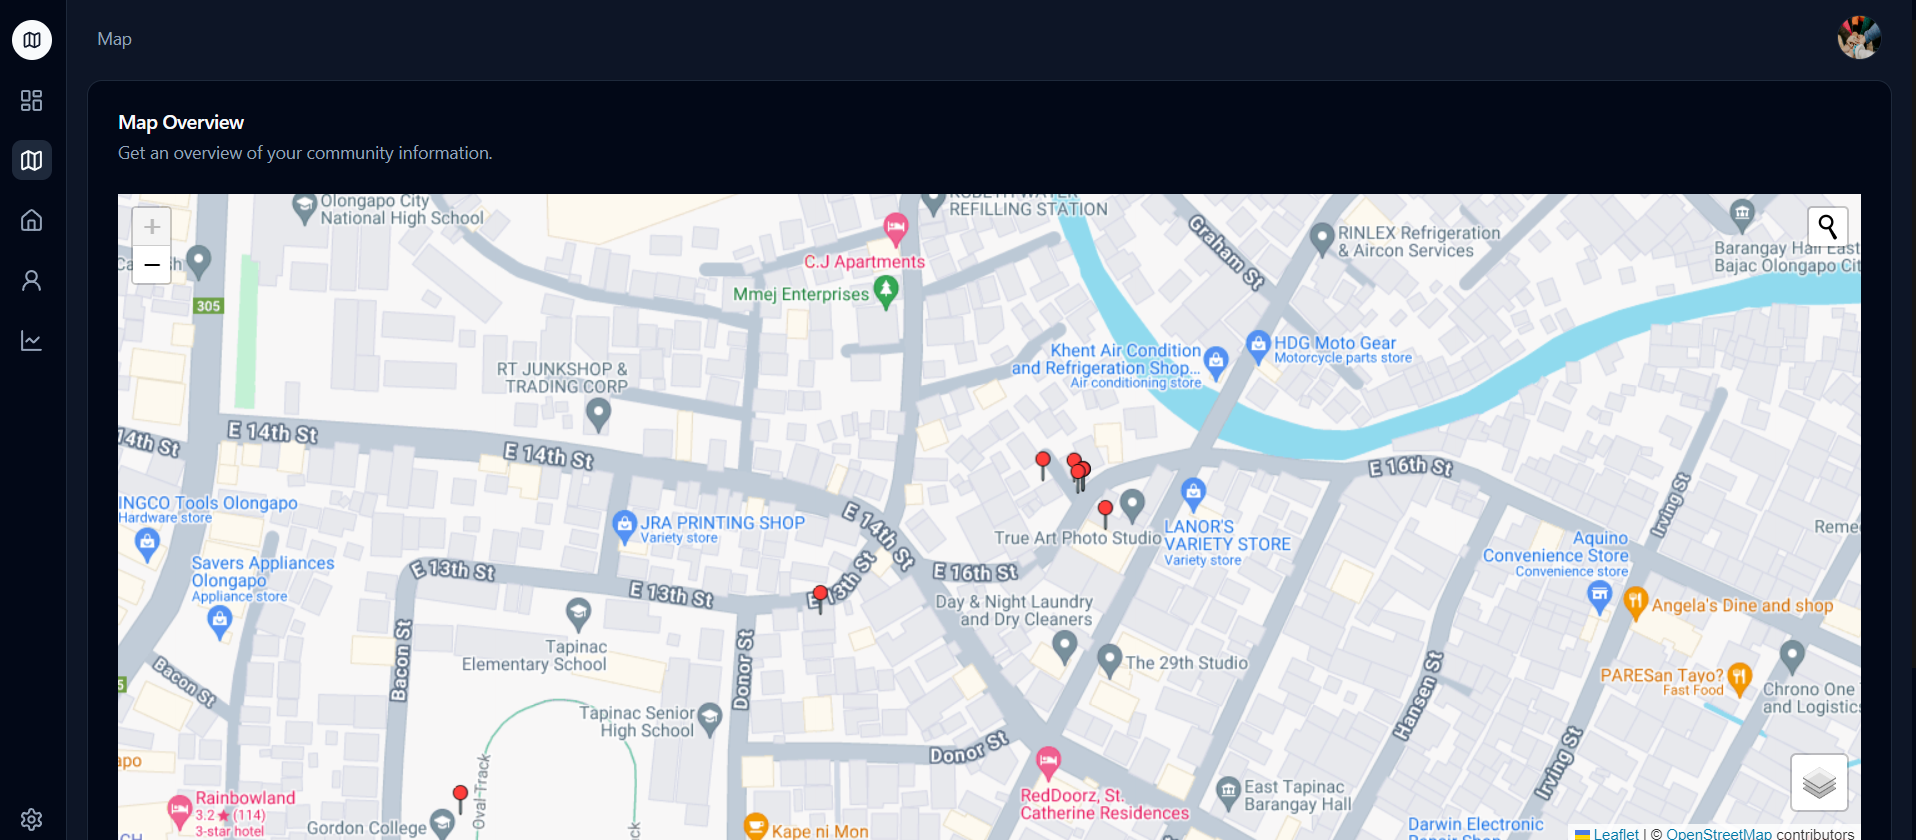 Map
Map Overview
Get an overview of your community information.
+
−
Olongapo City
National High School
305
C.J Apartments
Mmej Enterprises
REFILLING STATION
Graham St
RINLEX Refrigeration
& Aircon Services
Barangay Hall East
Bajac Olongapo Cit
HDG Moto Gear
Motorcycle parts store
Khent Air Condition
and Refrigeration Shop...
Air conditioning store
RT JUNKSHOP &
TRADING CORP
14th St
E 14th St
E 14th St
E 14th St
E 16th St
Irving St
INGCO Tools Olongapo
Hardware store
JRA PRINTING SHOP
Variety store
True Art Photo Studio
LANOR'S
VARIETY STORE
Variety store
Reme
Aquino
Convenience Store
Convenience store
Savers Appliances
Olongapo
Appliance store
E 13th St
E 13th St
E 13th St
E 16th St
Day & Night Laundry
and Dry Cleaners
Angela's Dine and shop
Tapinac
Elementary School
Bacon St
Bacon St
Donor St
The 29th Studio
Hansen St
PARESan Tayo?
Fast Food
Chrono One
and Logistics
5
Tapinac Senior
High School
Donor St
Irving St
apo
Oval Track
Rainbowland
3.2 ★ (114)
3-star hotel
Gordon College
RedDoorz, St.
Catherine Residences
East Tapinac
Barangay Hall
Kape ni Mon
Darwin Electronic
Leaflet | © OpenStreetMap contributors